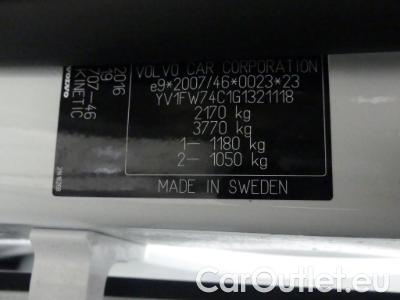 VOLVO CAR CORPORATION
e9*2007/46*0023*23
YV1FW74C1G1321118
2170 kg
3770 kg
1- 1180 kg
2- 1050 kg
MADE IN SWEDEN
2016
19
707-46
KINETIC
VOLVO
CarOutlet.eu